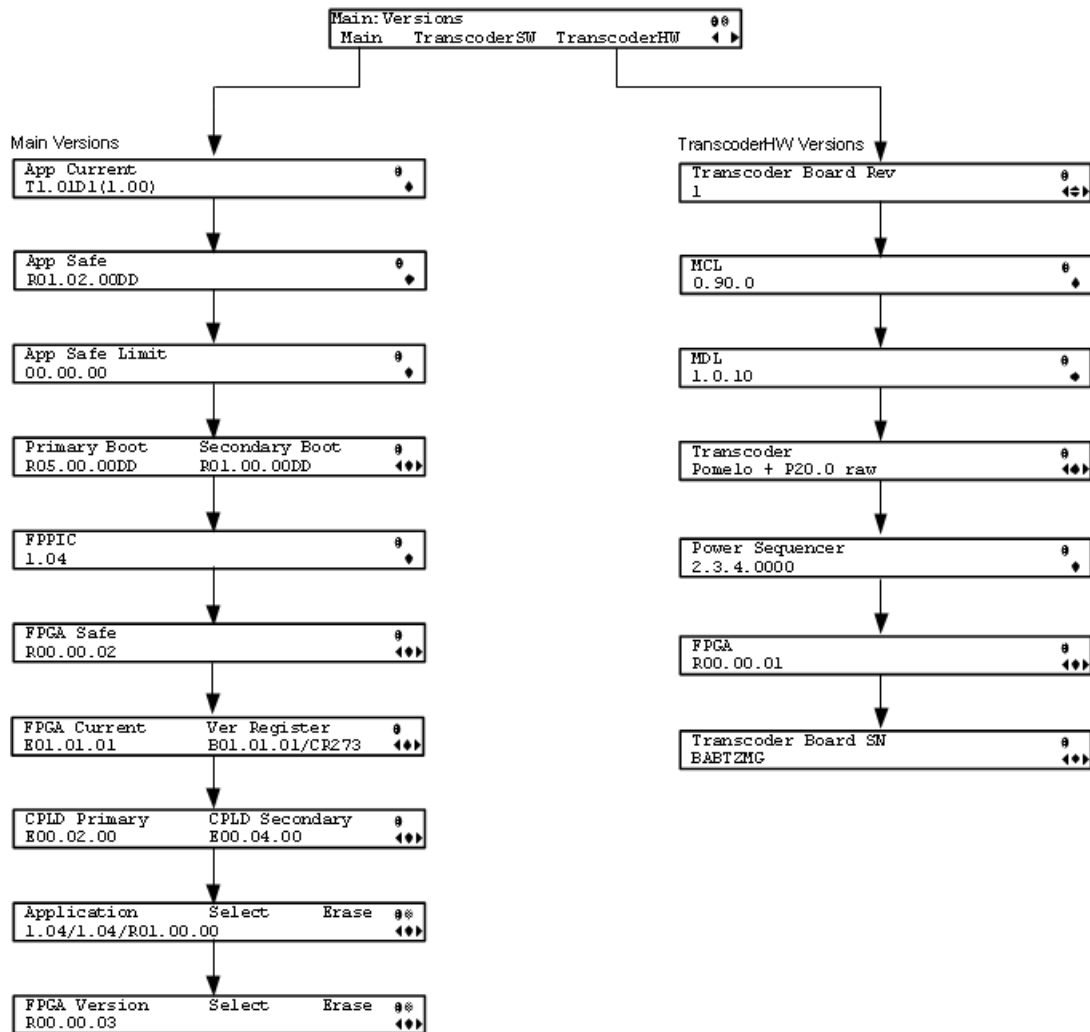 Main:Versions
Main TranscoderSW TranscoderHW
Main Versions
App Current
T1.01D1(1.00)
App Safe
R01.02.00DD
App Safe Limit
00.00.00
Primary Boot Secondary Boot
R05.00.00DD R01.00.00DD
FPPIC
1.04
FPGA Safe
R00.00.02
FPGA Current Ver Register
E01.01.01 B01.01.01/CR273
CPLD Primary CPLD Secondary
E00.02.00 E00.04.00
Application Select Erase
1.04/1.04/R01.00.00
FPGA Version Select Erase
R00.00.03
TranscoderHW Versions
Transcoder Board Rev
1
MCL
0.90.0
MDL
1.0.10
Transcoder
Pomelo + P20.0 raw
Power Sequencer
2.3.4.0000
FPGA
R00.00.01
Transcoder Board SN
BABTZMG